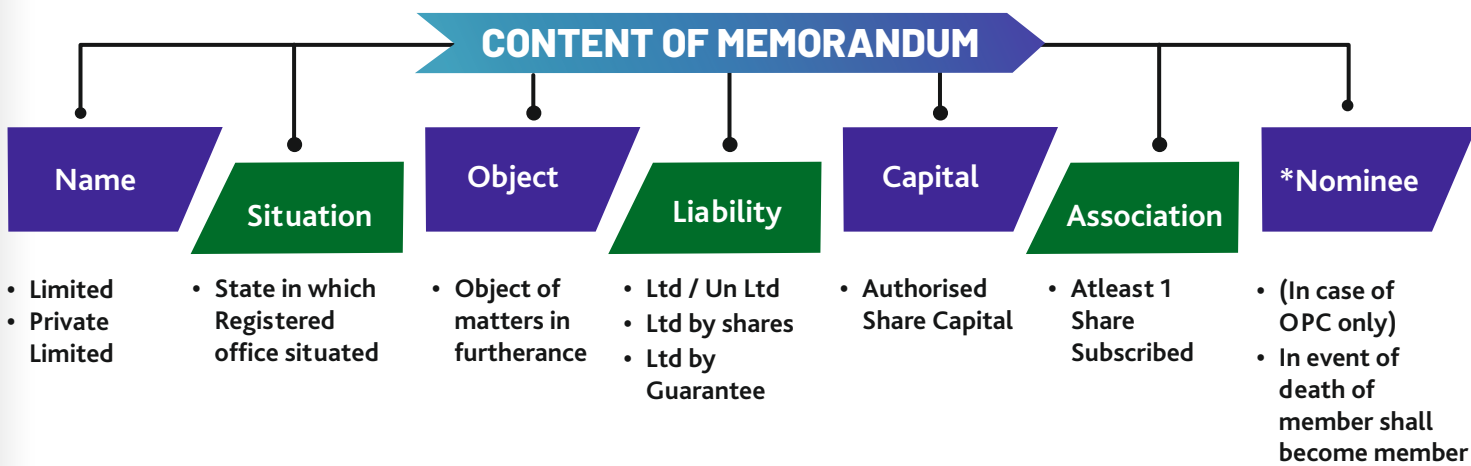 CONTENT OF MEMORANDUM
Name
• Limited
• Private
Limited
Situation
• State in which
Registered
office situated
Object
• Object of
matters in
furtherance
Liability
• Ltd / Un Ltd
• Ltd by shares
• Ltd by
Guarantee
Capital
• Authorised
Share Capital
Association
• Atleast 1
Share
Subscribed
*Nominee
• (In case of
OPC only)
• In event of
death of
member shall
become member